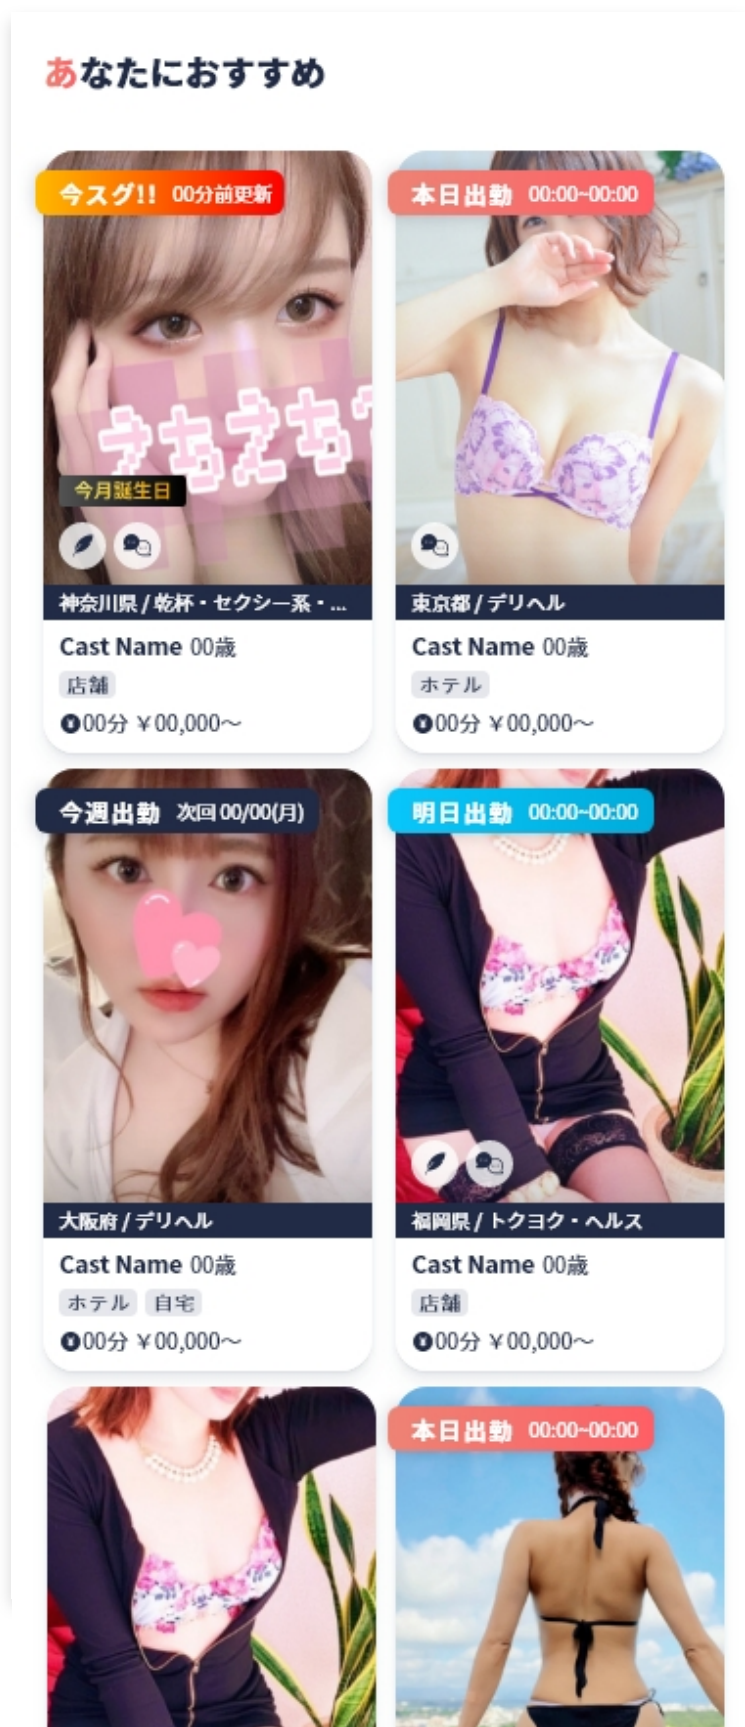 あなたにおすすめ
今スグ!! 00分前更新
えちえち
今月誕生日
神奈川県 / 乾杯・セクシー系・...
Cast Name 00歳
店舗
¥00分 ¥00,000～
本日出勤 00:00~00:00
東京都 / デリヘル
Cast Name 00歳
ホテル
¥00分 ¥00,000～
今週出勤 次回 00/00(月)
大阪府 / デリヘル
Cast Name 00歳
ホテル 自宅
¥00分 ¥00,000～
明日出勤 00:00~00:00
福岡県 / トクヨク・ヘルス
Cast Name 00歳
店舗
¥00分 ¥00,000～
本日出勤 00:00~00:00